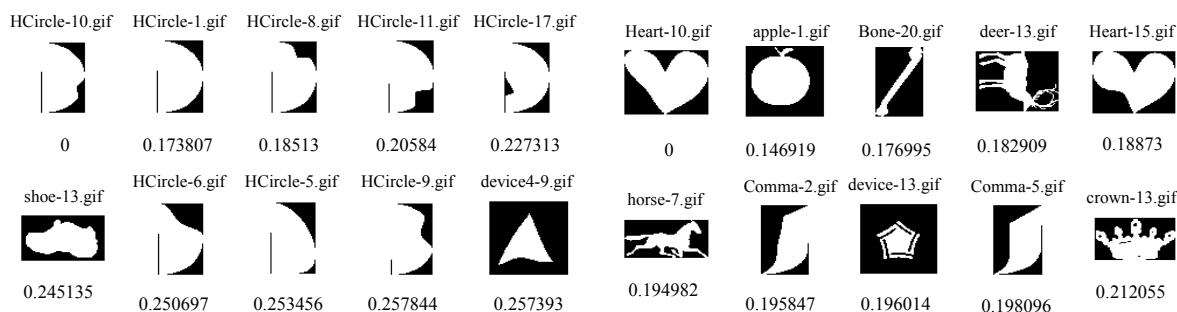 HCircle-10.gif HCircle-1.gif HCircle-8.gif HCircle-11.gif HCircle-17.gif
0 0.173807 0.18513 0.20584 0.227313
shoe-13.gif HCircle-6.gif HCircle-5.gif HCircle-9.gif device4-9.gif
0.245135 0.250697 0.253456 0.257844 0.257393
Heart-10.gif apple-1.gif Bone-20.gif deer-13.gif Heart-15.gif
0 0.146919 0.176995 0.182909 0.18873
horse-7.gif Comma-2.gif device-13.gif Comma-5.gif crown-13.gif
0.194982 0.195847 0.196014 0.198096 0.212055